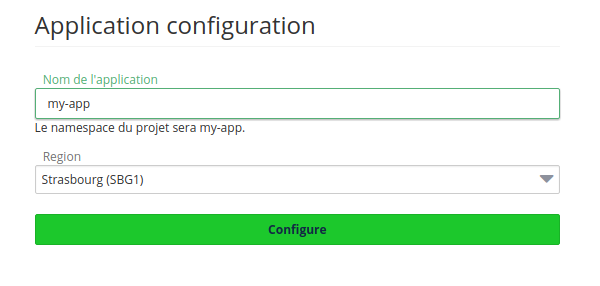 Application configuration
Nom de l'application
my-app
Le namespace du projet sera my-app.
Region
Strasbourg (SBG1)
Configure